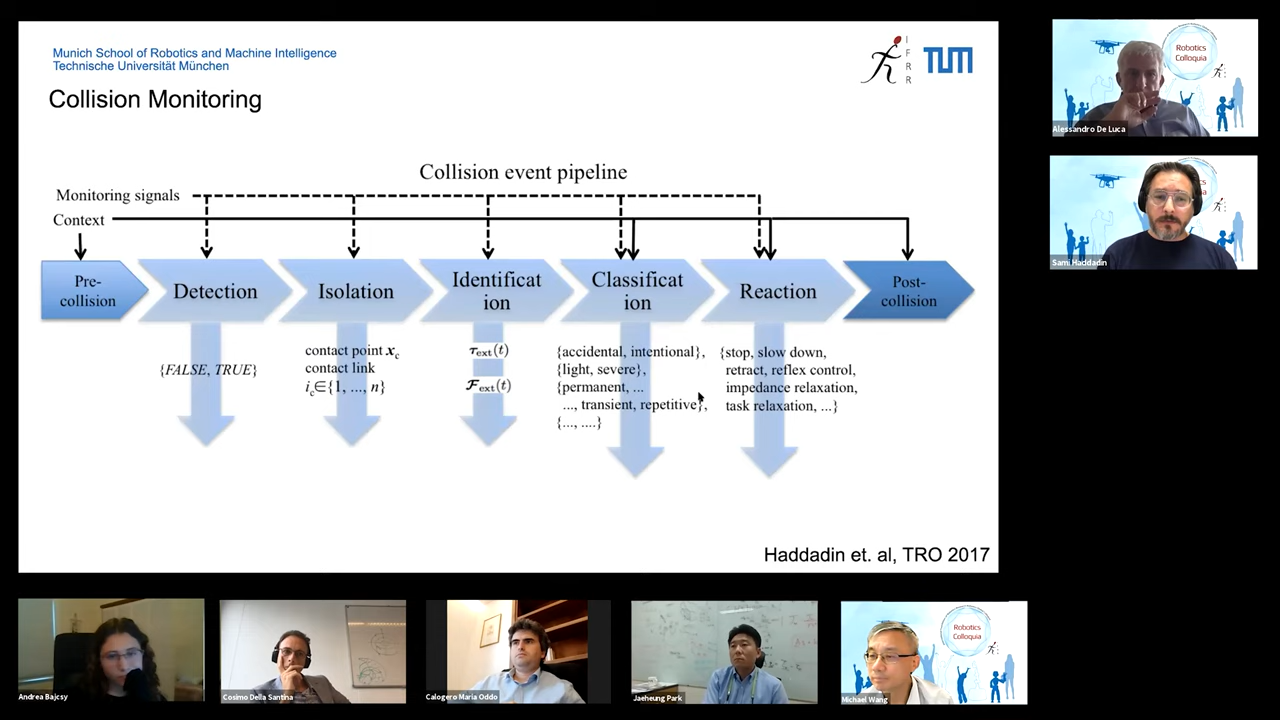 Munich School of Robotics and Machine Intelligence
Technische Universität München
I
F
R
R
TUM
Collision Monitoring
Collision event pipeline
Monitoring signals
Context
Pre-
collision
Detection
Isolation
Identificat
ion
Classificat
ion
Reaction
Post-
collision
{FALSE, TRUE}
contact point xc
contact link
ic∈{1, ..., n}
τext(t)
Fext(t)
{accidental, intentional},
{light, severe},
{permanent, ...
..., transient, repetitive},
{..., ....}
{stop, slow down,
retract, reflex control,
impedance relaxation,
task relaxation, ...}
Haddadin et. al, TRO 2017
Robotics
Colloquia
Alessandro De Luca
Sami Haddadin
Andrea Bajcsy
Cosimo Della Santina
Calogero Maria Oddo
Jaeheung Park
Robotics
Colloquia
Michael Wang